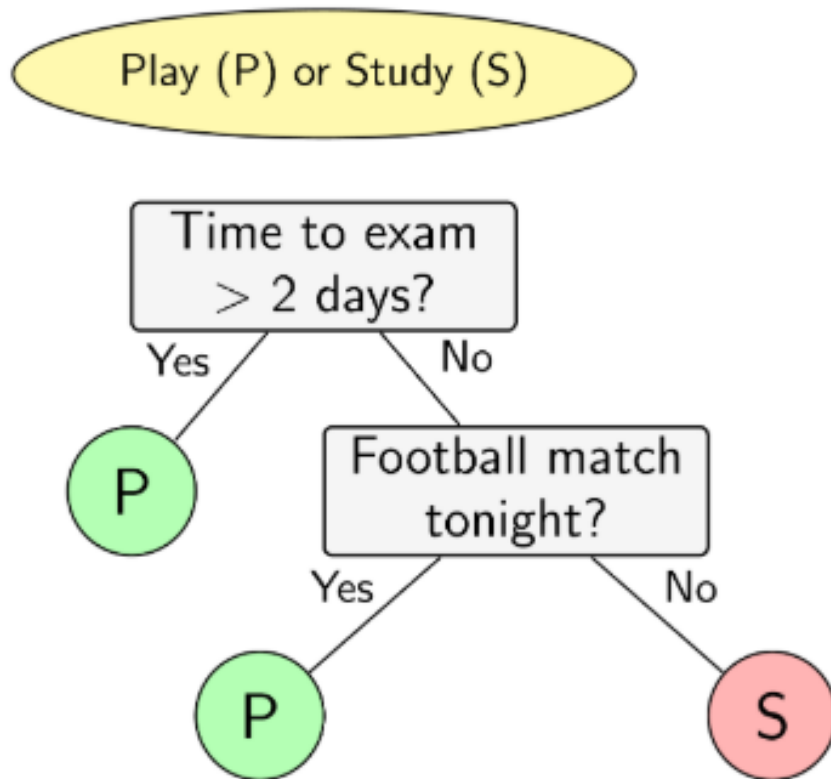 Play (P) or Study (S)
Time to exam
> 2 days?
Yes
No
P
Football match
tonight?
Yes
No
P
S